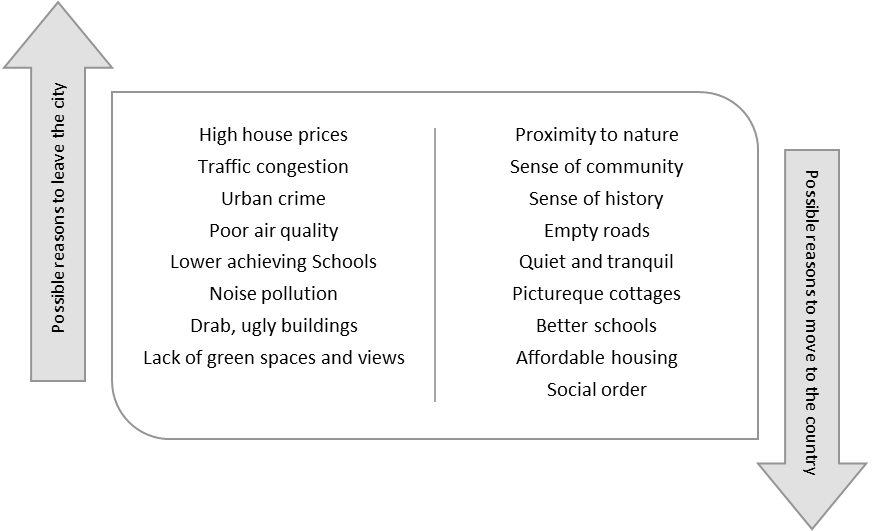 Possible reasons to leave the city
High house prices
Traffic congestion
Urban crime
Poor air quality
Lower achieving Schools
Noise pollution
Drab, ugly buildings
Lack of green spaces and views
Proximity to nature
Sense of community
Sense of history
Empty roads
Quiet and tranquil
Pictureque cottages
Better schools
Affordable housing
Social order
Possible reasons to move to the country